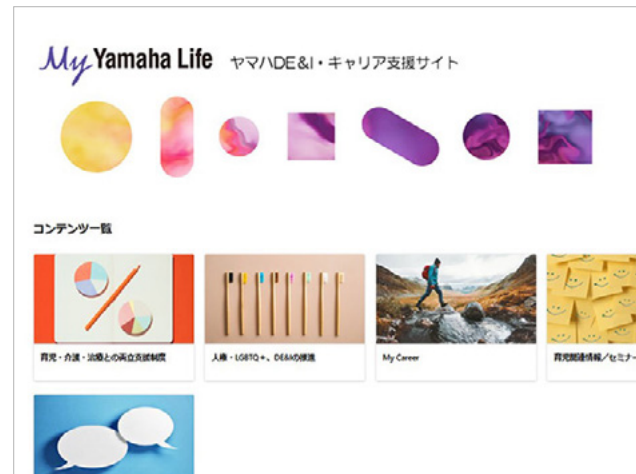 My Yamaha Life ヤマハDE&I・キャリア支援サイト
コンテンツ一覧
育児・介護・治療との両立支援制度
人権・LGBTQ+、DE&Iの推進
My Career
育児関連情報／セミナー